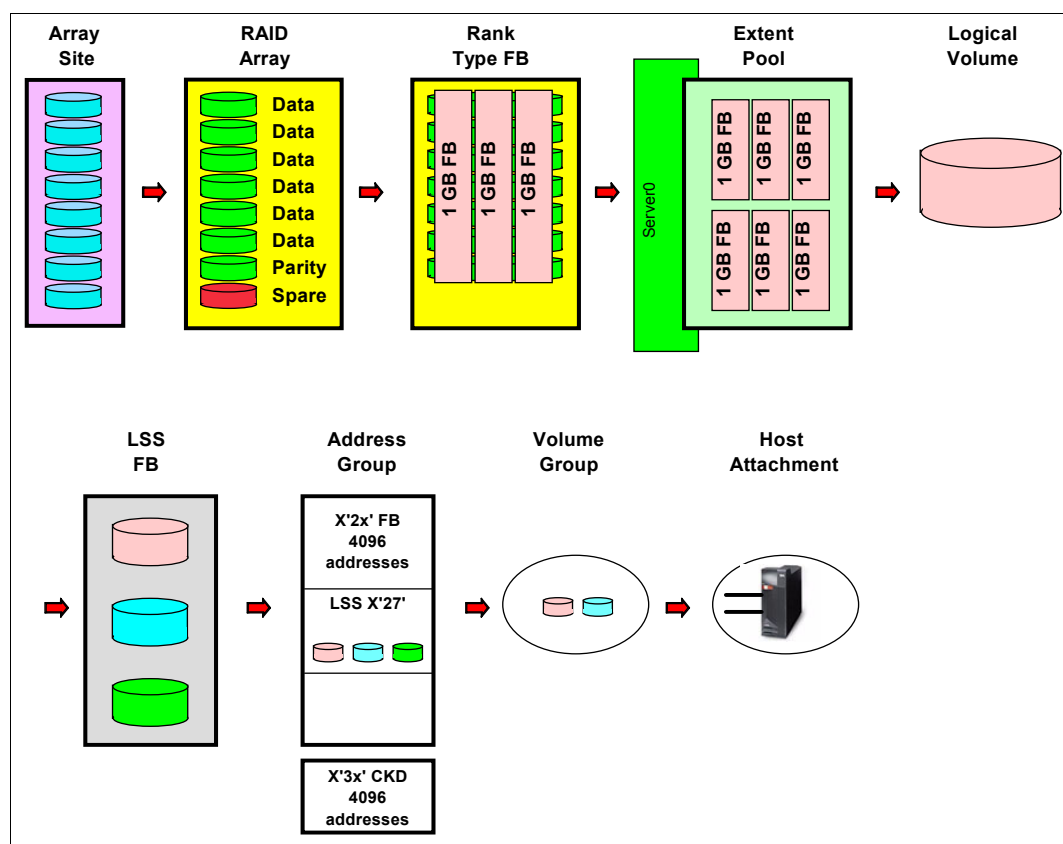 Array
Site
RAID
Array
Rank
Type FB
Extent
Pool
Logical
Volume
Data
Data
Data
Data
Data
Data
Parity
Spare
1 GB FB
1 GB FB
1 GB FB
Server0
1 GB FB
1 GB FB
1 GB FB
1 GB FB
1 GB FB
1 GB FB
LSS
FB
Address
Group
Volume
Group
Host
Attachment
X'2x' FB
4096
addresses
LSS X'27'
X'3x' CKD
4096
addresses